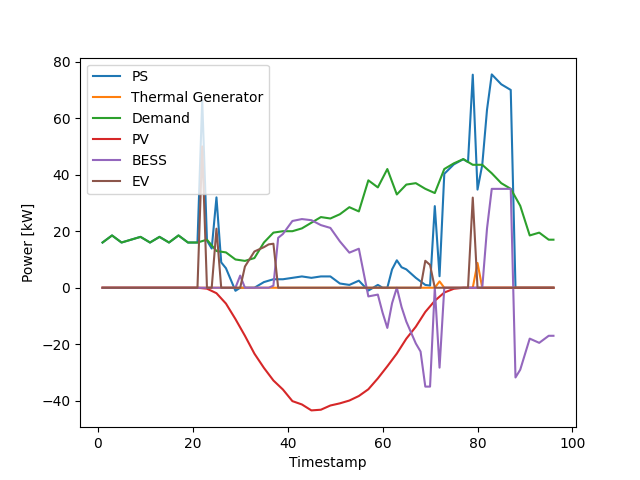 80
60
40
20
0
−20
−40
Power [kW]
PS
Thermal Generator
Demand
PV
BESS
EV
0
20
40
60
80
100
Timestamp